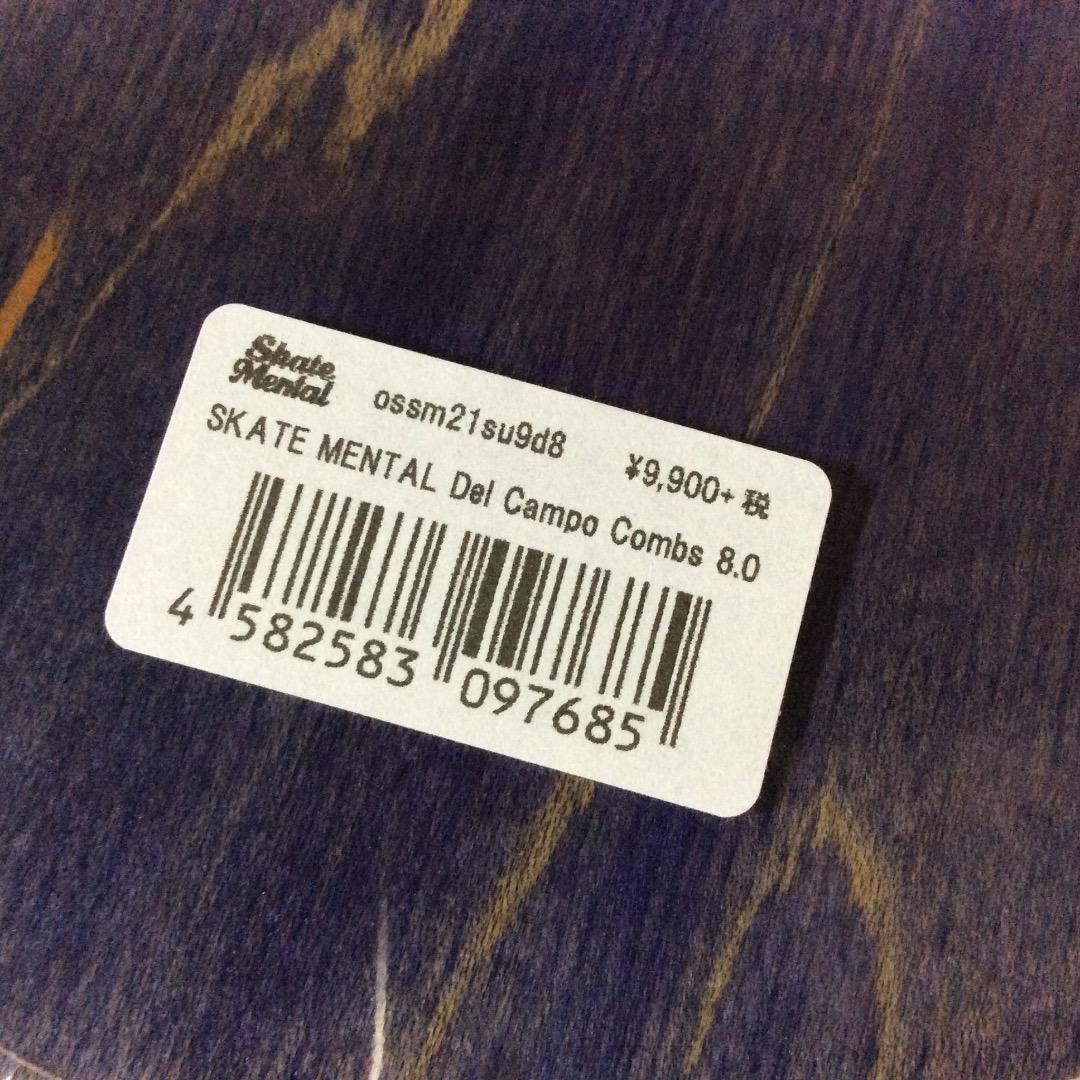 Skate
Mental
ossm21su9d8 ¥9,900+ 税
SKATE MENTAL Del Campo Combs 8.0
4 582583 097685